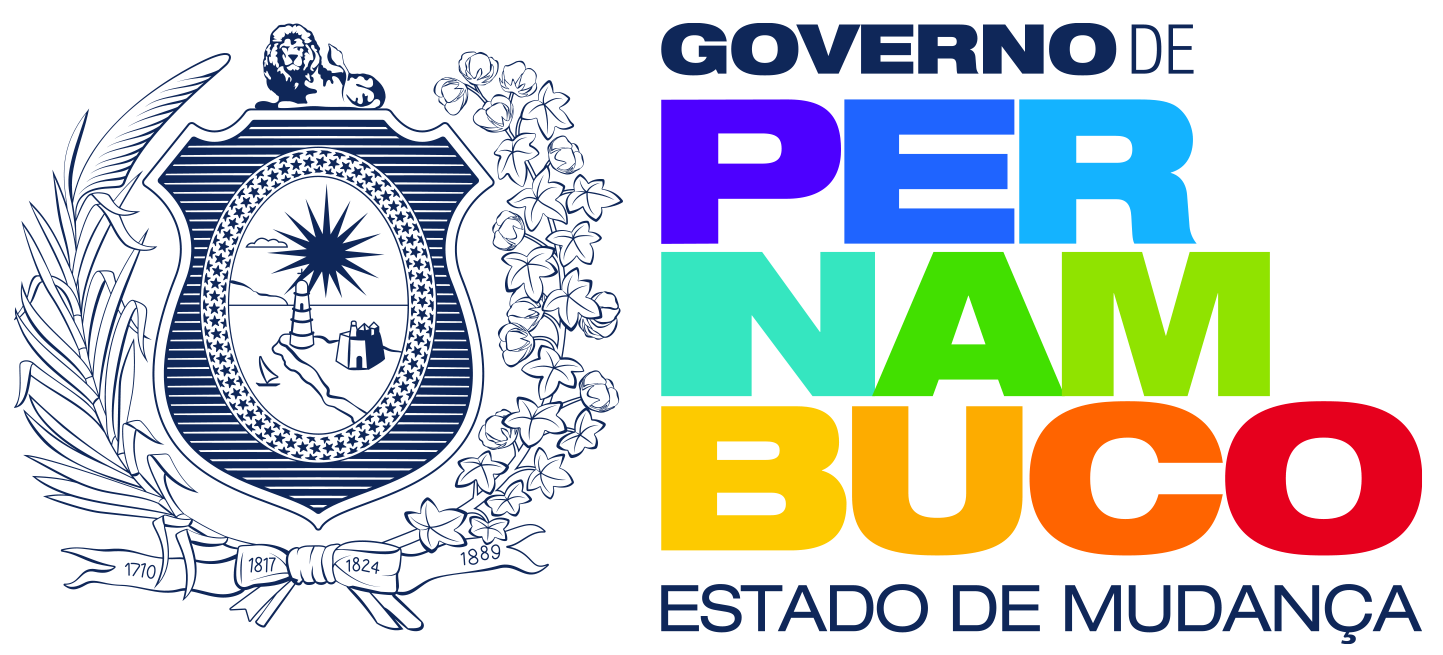 GOVERNO DE
PER
NAM
BUCO
ESTADO DE MUDANÇA
1710 1817 1824 1889